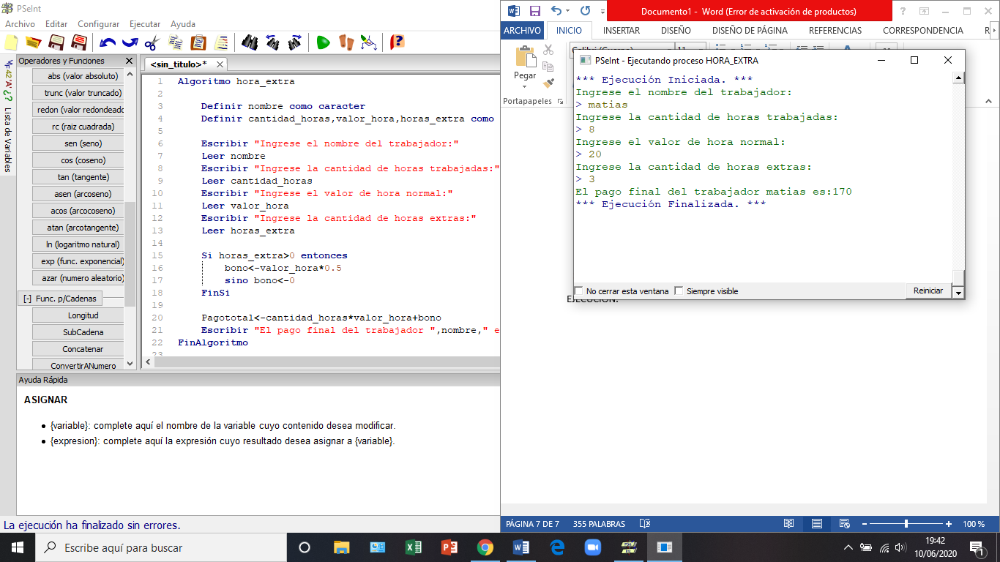 PSeInt
Archivo Editar Configurar Ejecutar Ayuda
Operadores y Funciones
abs (valor absoluto)
trunc (valor truncado)
redon (valor redondeado
rc (raiz cuadrada)
sen (seno)
cos (coseno)
tan (tangente)
asen (arcoseno)
acos (arcocoseno)
atan (arcotangente)
ln (logaritmo natural)
exp (func. exponencial)
azar (numero aleatorio)
[-] Func. p/Cadenas
Longitud
SubCadena
Concatenar
ConvertirANumero
Lista de Variables
<sin_titulo>*
1 Algoritmo hora_extra
2
3 Definir nombre como caracter
4 Definir cantidad_horas,valor_hora,horas_extra como
5
6 Escribir "Ingrese el nombre del trabajador:"
7 Leer nombre
8 Escribir "Ingrese la cantidad de horas trabajadas:"
9 Leer cantidad_horas
10 Escribir "Ingrese el valor de hora normal:"
11 Leer valor_hora
12 Escribir "Ingrese la cantidad de horas extras:"
13 Leer horas_extra
14
15 Si horas_extra>0 entonces
16 bono<-valor_hora*0.5
17 sino bono<-0
18 FinSi
19
20 Pagototal<-cantidad_horas*valor_hora+bono
21 Escribir "El pago final del trabajador ",nombre," e
22 FinAlgoritmo
23
Ayuda Rápida
ASIGNAR
• {variable}: complete aquí el nombre de la variable cuyo contenido desea modificar.
• {expresion}: complete aquí la expresión cuyo resultado desea asignar a {variable}.
La ejecución ha finalizado sin errores.
Documento1 - Word (Error de activación de productos)
ARCHIVO INICIO INSERTAR DISEÑO DISEÑO DE PÁGINA REFERENCIAS CORRESPONDENCIA R
Pegar
Portapapeles
PSeInt - Ejecutando proceso HORA_EXTRA
*** Ejecución Iniciada. ***
Ingrese el nombre del trabajador:
> matias
Ingrese la cantidad de horas trabajadas:
> 8
Ingrese el valor de hora normal:
> 20
Ingrese la cantidad de horas extras:
> 3
El pago final del trabajador matias es:170
*** Ejecución Finalizada. ***
No cerrar esta ventana Siempre visible Reiniciar
EJECUCIÓN:
PÁGINA 7 DE 7 355 PALABRAS 100 %
Escribe aquí para buscar
19:42
10/06/2020
1